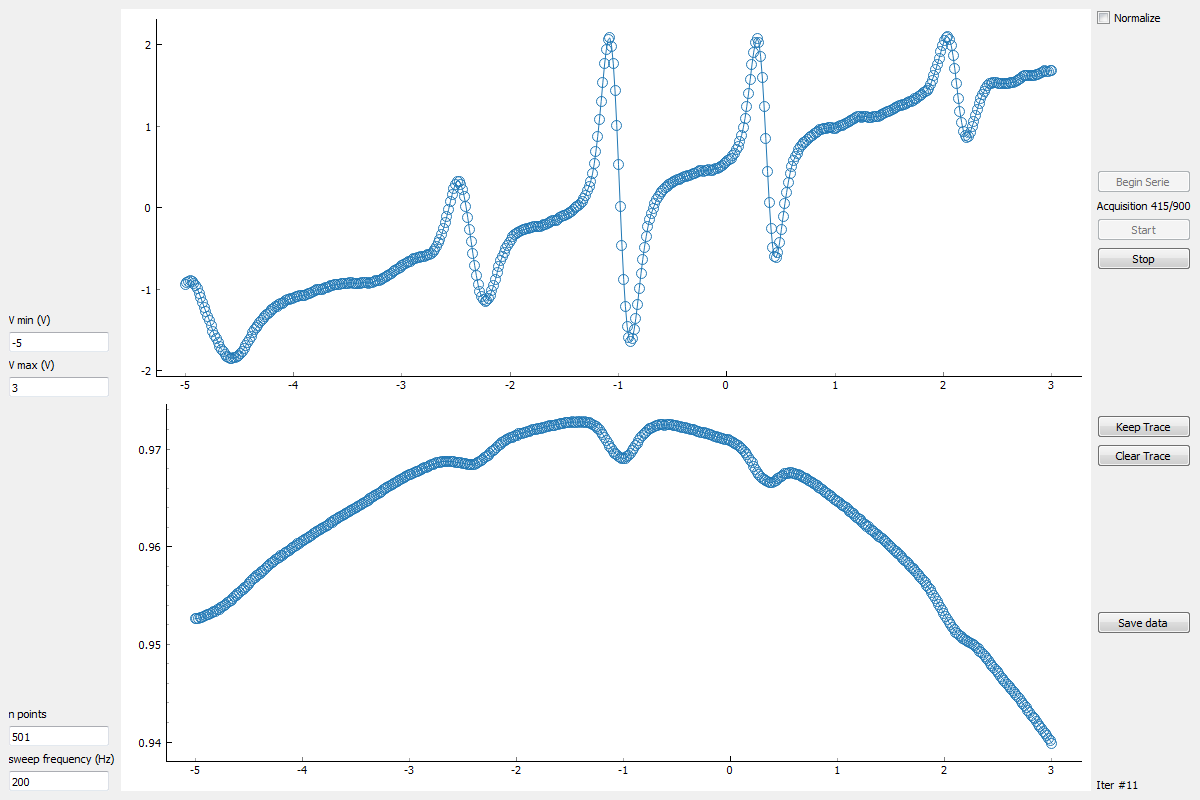 Normalize
2
1
0
-1
-2
-5 -4 -3 -2 -1 0 1 2 3
Begin Serie
Acquisition 415/900
Start
Stop
V min (V)
-5
V max (V)
3
0.97
0.96
0.95
0.94
-5 -4 -3 -2 -1 0 1 2 3
Keep Trace
Clear Trace
Save data
n points
501
sweep frequency (Hz)
200
Iter #11